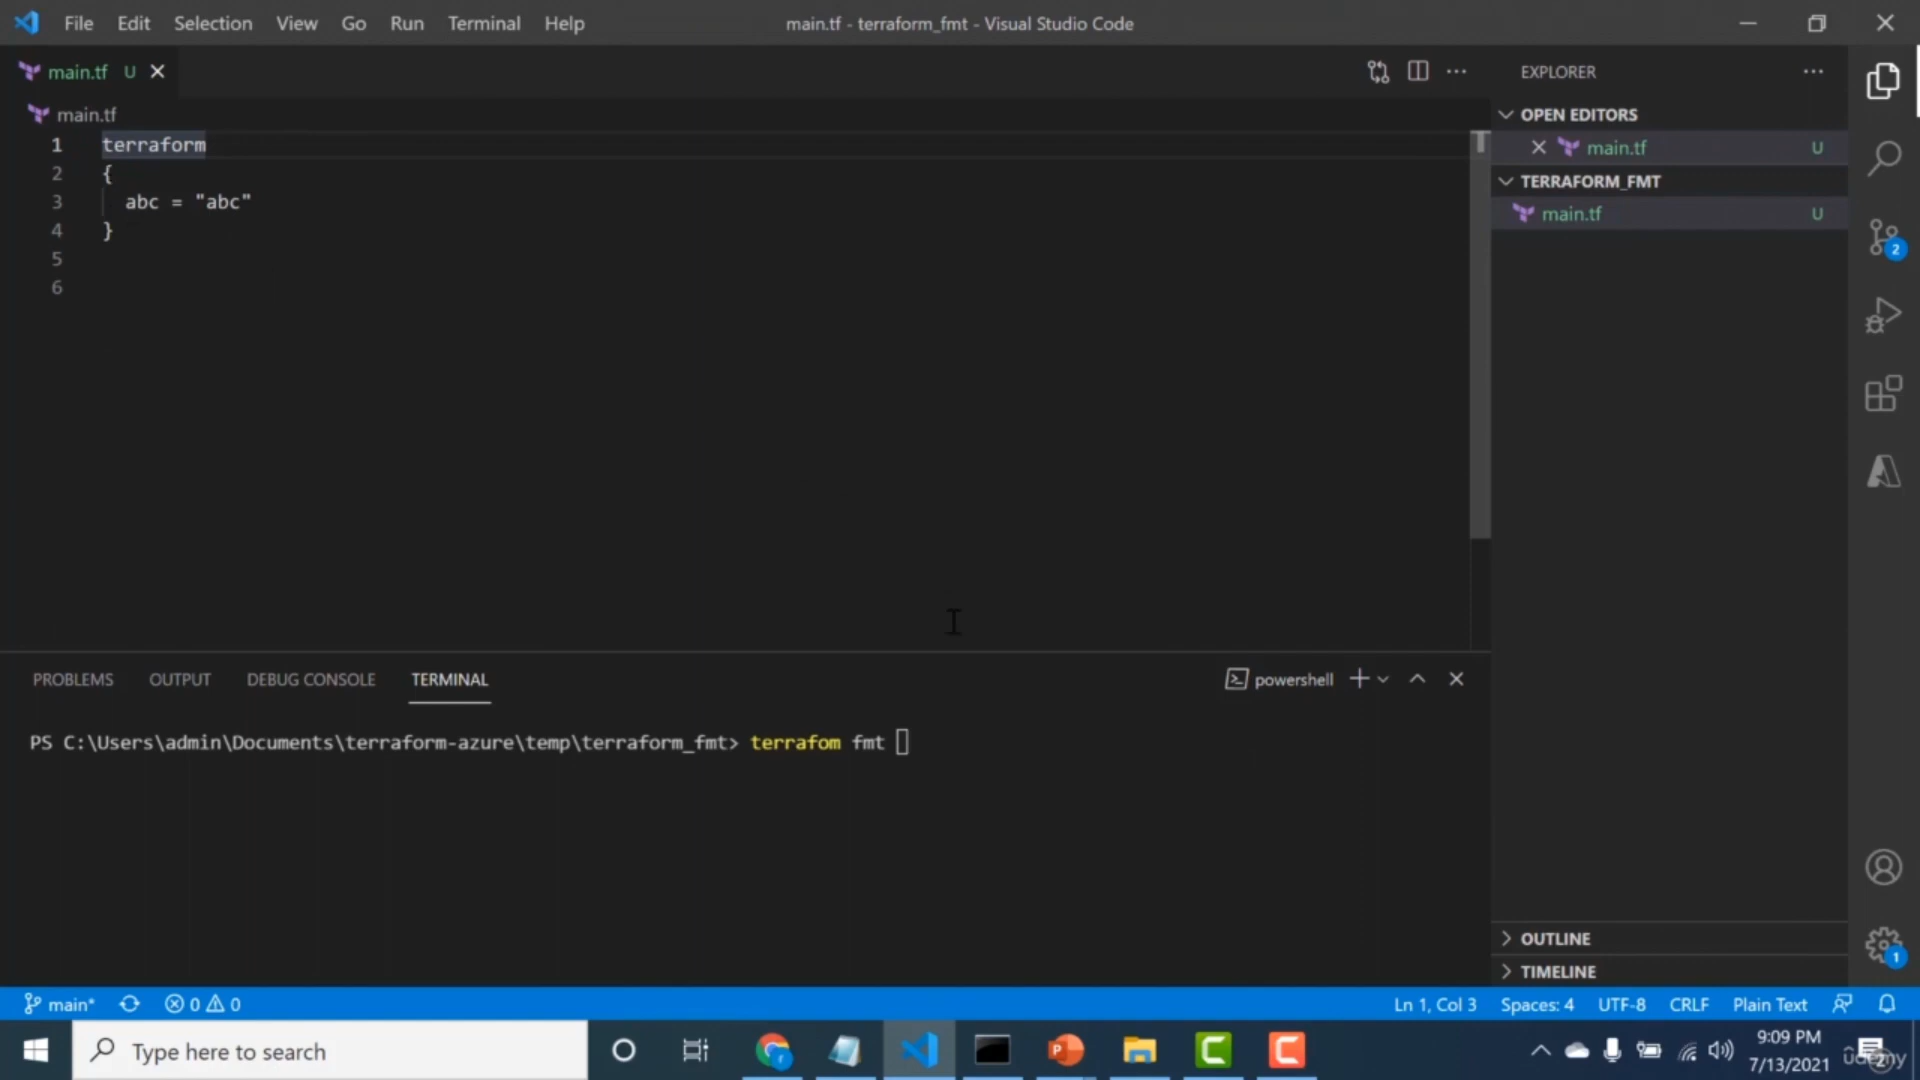 File Edit Selection View Go Run Terminal Help
main.tf - terraform_fmt - Visual Studio Code
main.tf U
main.tf
1 terraform
2 {
3 abc = "abc"
4 }
5
6
EXPLORER
OPEN EDITORS
main.tf U
TERRAFORM_FMT
main.tf U
2
PROBLEMS OUTPUT DEBUG CONSOLE TERMINAL
powershell
PS C:\Users\admin\Documents\terraform-azure\temp\terraform_fmt> terrafom fmt
OUTLINE
TIMELINE
1
main* 0 0
Ln 1, Col 3 Spaces: 4 UTF-8 CRLF Plain Text
Type here to search
9:09 PM
7/13/2021
2
udemy